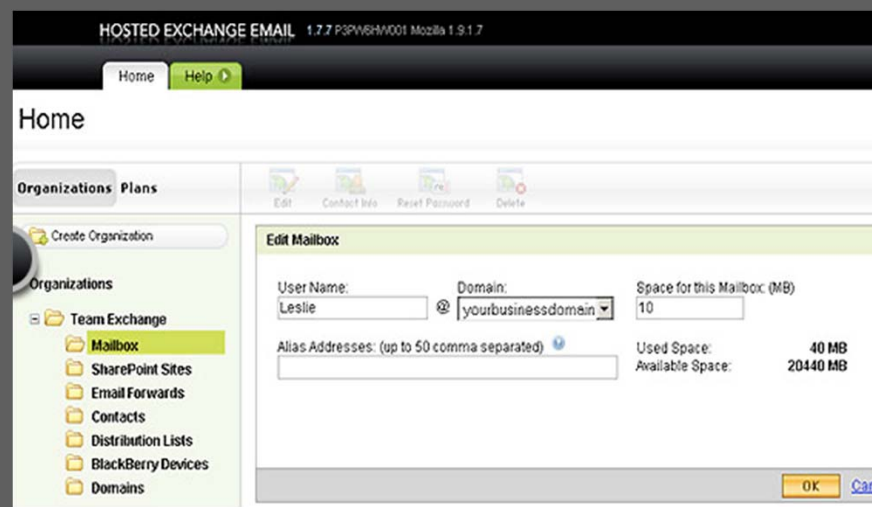 HOSTED EXCHANGE EMAIL 1.7.7 P3PW6HW001 Mozilla 1.9.1.7
Home Help
Home
Organizations Plans
Edit Contact Info Reset Password Delete
Create Organization
Edit Mailbox
Organizations
User Name: Domain: Space for this Mailbox: (MB)
Leslie @ yourbusinessdomain 10
Team Exchange
Mailbox
Alias Addresses: (up to 50 comma separated) Used Space: 40 MB
SharePoint Sites
Available Space: 20440 MB
Email Forwards
Contacts
Distribution Lists
BlackBerry Devices
Domains
OK